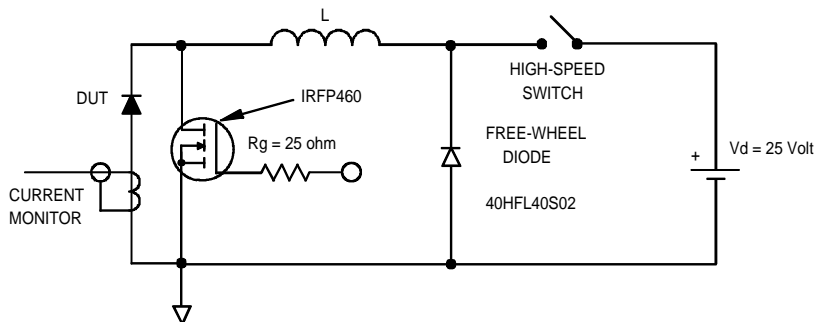 L
HIGH-SPEED
SWITCH
DUT
IRFP460
Rg = 25 ohm
FREE-WHEEL
DIODE
40HFL40S02
+
Vd = 25 Volt
CURRENT
MONITOR